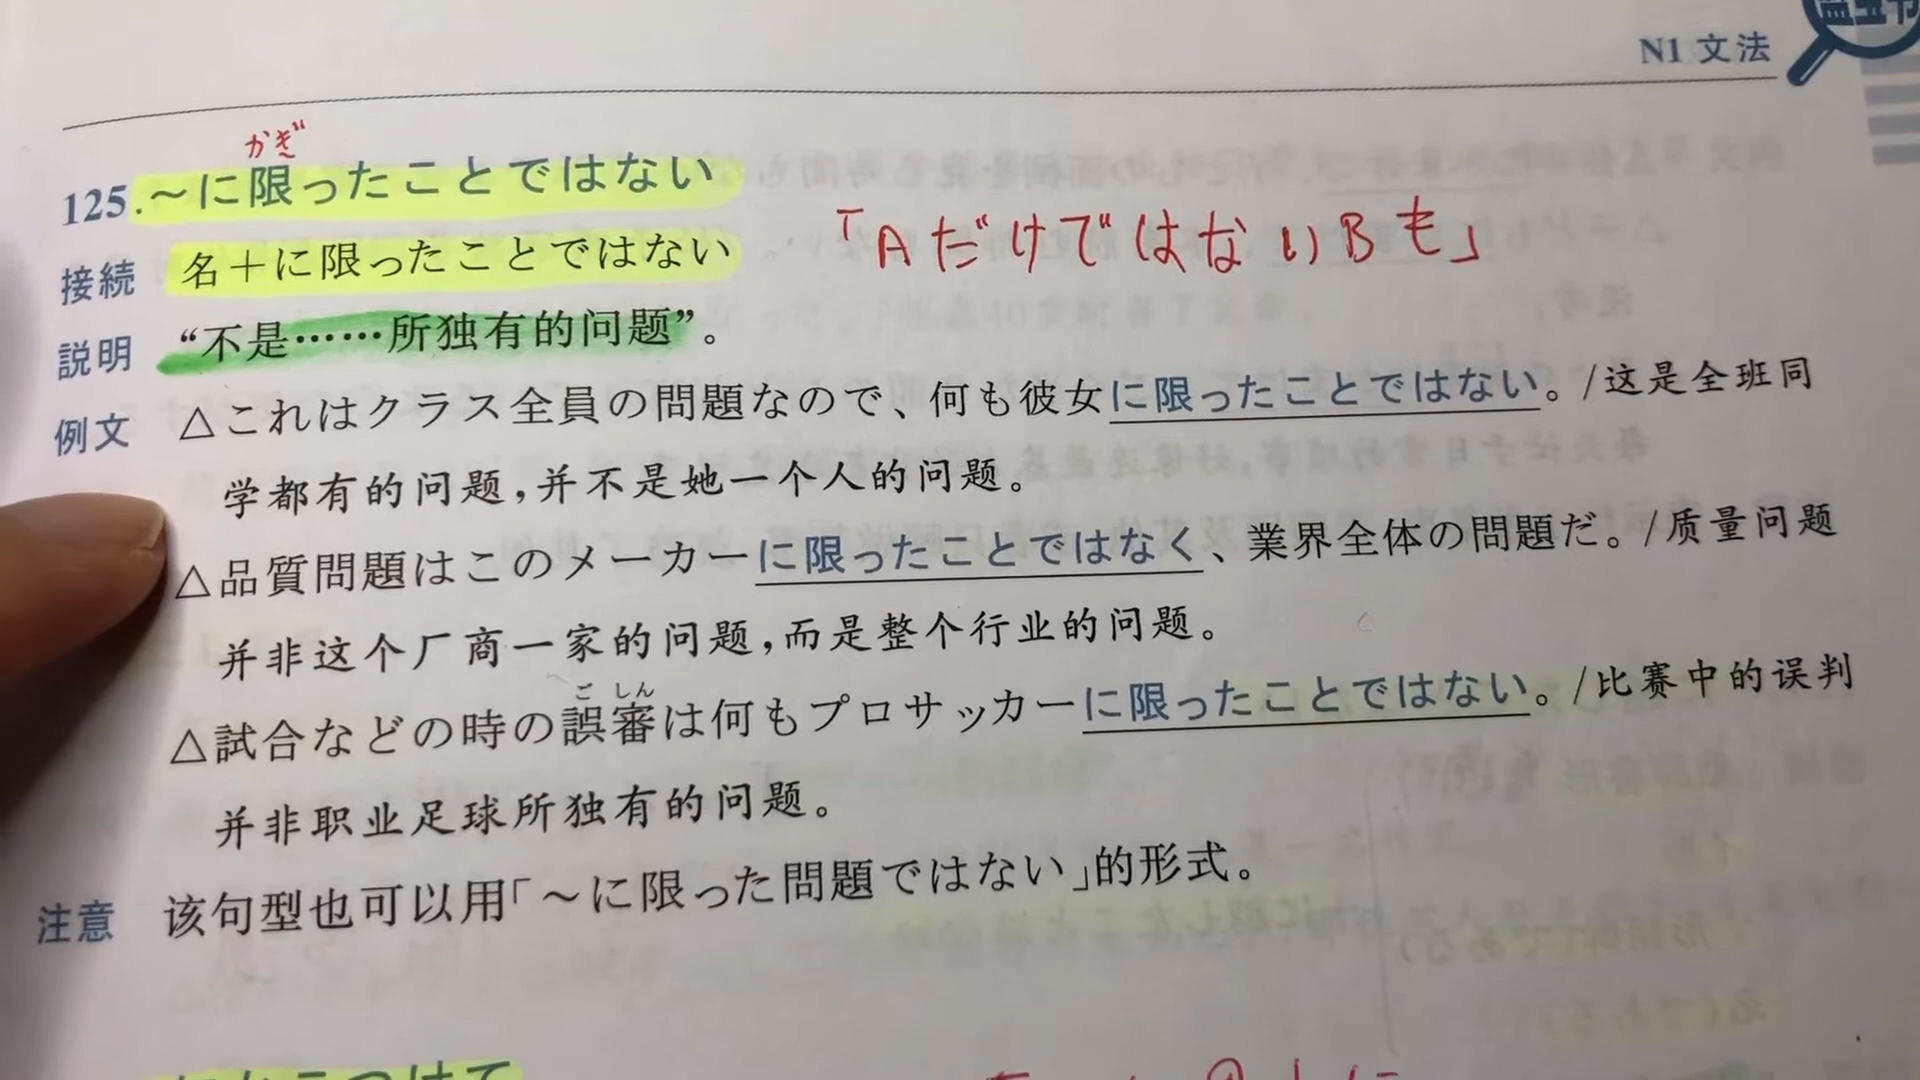 N1 文法
かぎ
125.～に限ったことではない
「AだけではないBも」
接続 名＋に限ったことではない
説明 “不是……所独有的问题”。
例文 △これはクラス全員の問題なので、何も彼女に限ったことではない。/这是全班同
学都有的问题,并不是她一个人的问题。
△品質問題はこのメーカーに限ったことではなく、業界全体の問題だ。/质量问题
并非这个厂商一家的问题,而是整个行业的问题。
ご しん
△試合などの時の誤審は何もプロサッカーに限ったことではない。/比赛中的误判
并非职业足球所独有的问题。
注意 该句型也可以用「～に限った問題ではない」的形式。